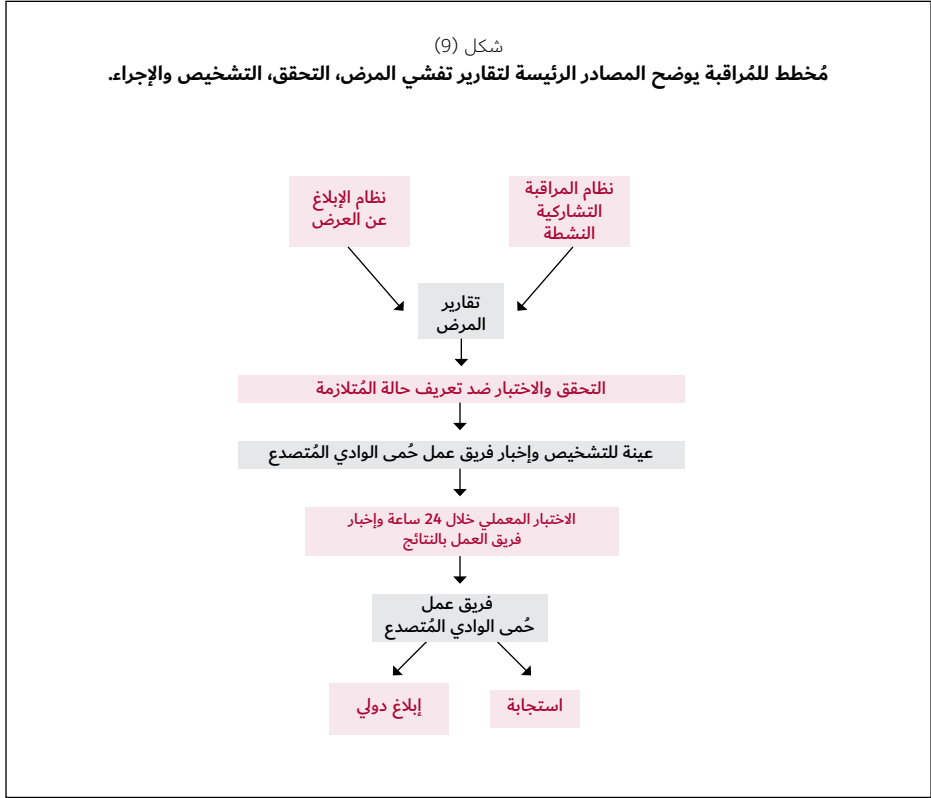 شكل (9)
مُخطط للمُراقبة يوضح المصادر الرئيسة لتقارير تفشي المرض، التحقق، التشخيص والإجراء.
نظام المراقبة
التشاركية
النشطة
نظام الإبلاغ
عن العرض
تقارير
المرض
التحقق والاختبار ضد تعريف حالة المُتلازمة
عينة للتشخيص وإخبار فريق عمل حُمى الوادي المُتصدع
الاختبار المعملي خلال 24 ساعة وإخبار
فريق العمل بالنتائج
فريق عمل
حُمى الوادي المُتصدع
استجابة
إبلاغ دولي